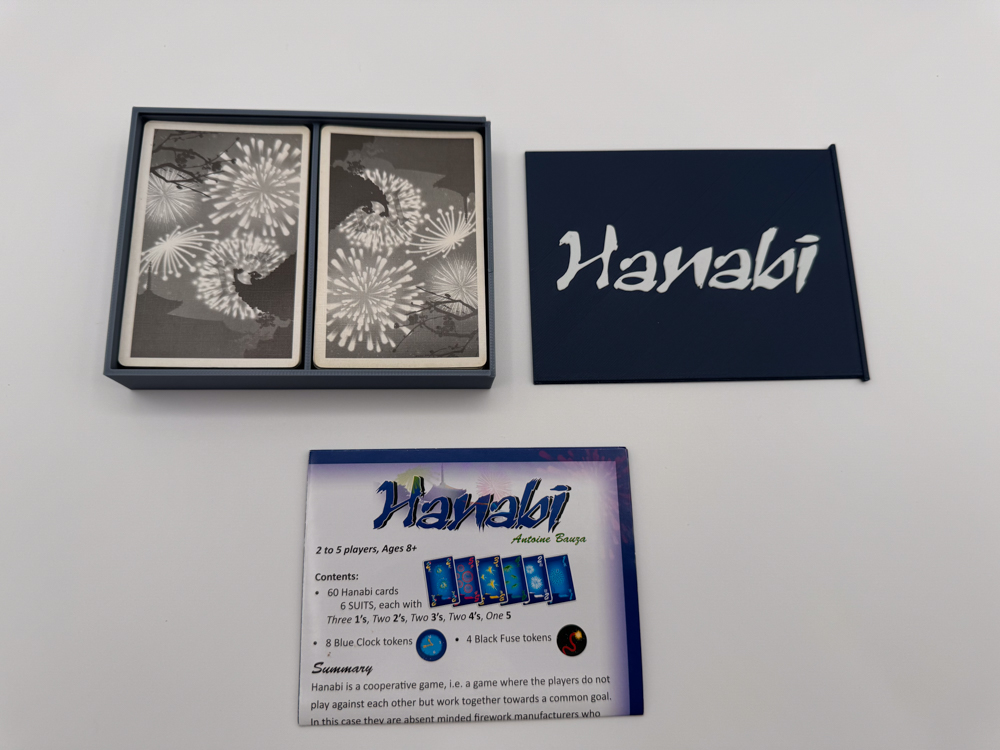 Hanabi
Hanabi
Antoine Bauza
2 to 5 players, Ages 8+
Contents:
• 60 Hanabi cards
6 SUITS, each with
Three 1's, Two 2's, Two 3's, Two 4's, One 5
• 8 Blue Clock tokens • 4 Black Fuse tokens
Summary
Hanabi is a cooperative game, i.e. a game where the players do not
play against each other but work together towards a common goal.
In this case they are absent minded firework manufacturers who